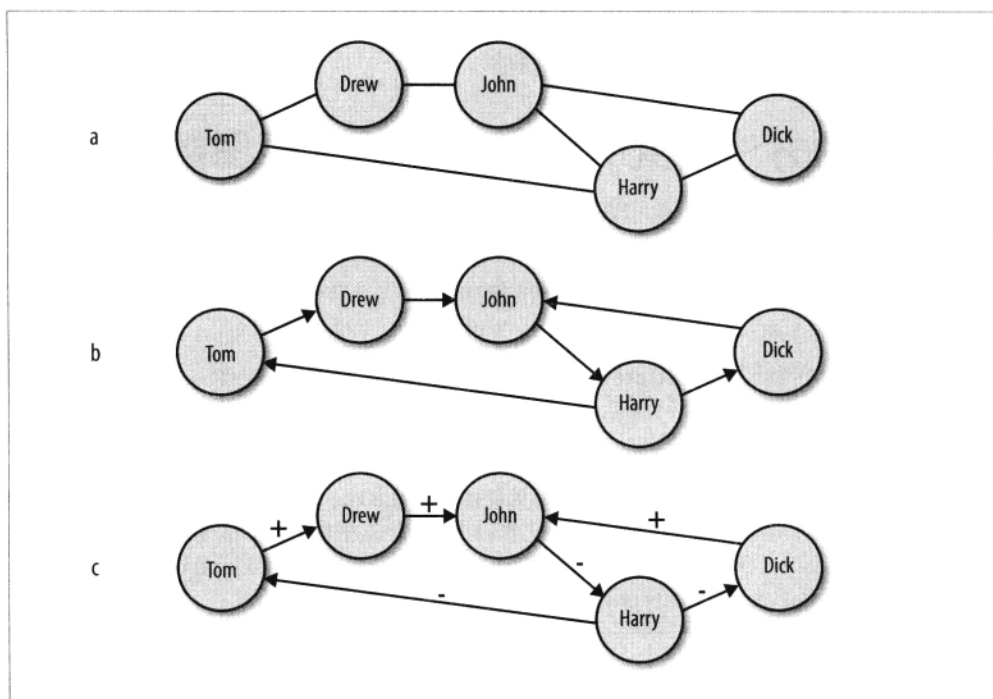 a
Tom
Drew
John
Harry
Dick
b
Tom
Drew
John
Harry
Dick
c
Tom
+
Drew
+
John
+
-
-
-
Harry
Dick